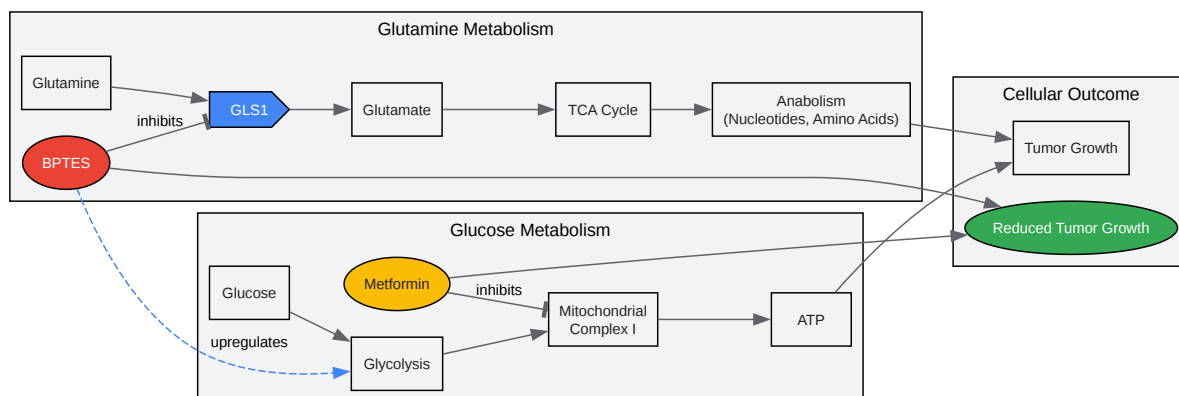 Glutamine Metabolism
Glutamine
inhibits
GLS1
Glutamate
TCA Cycle
Anabolism
(Nucleotides, Amino Acids)
BPTES
Cellular Outcome
Tumor Growth
Reduced Tumor Growth
Glucose Metabolism
Glucose
Metformin
inhibits
Mitochondrial
Complex I
ATP
upregulates
Glycolysis